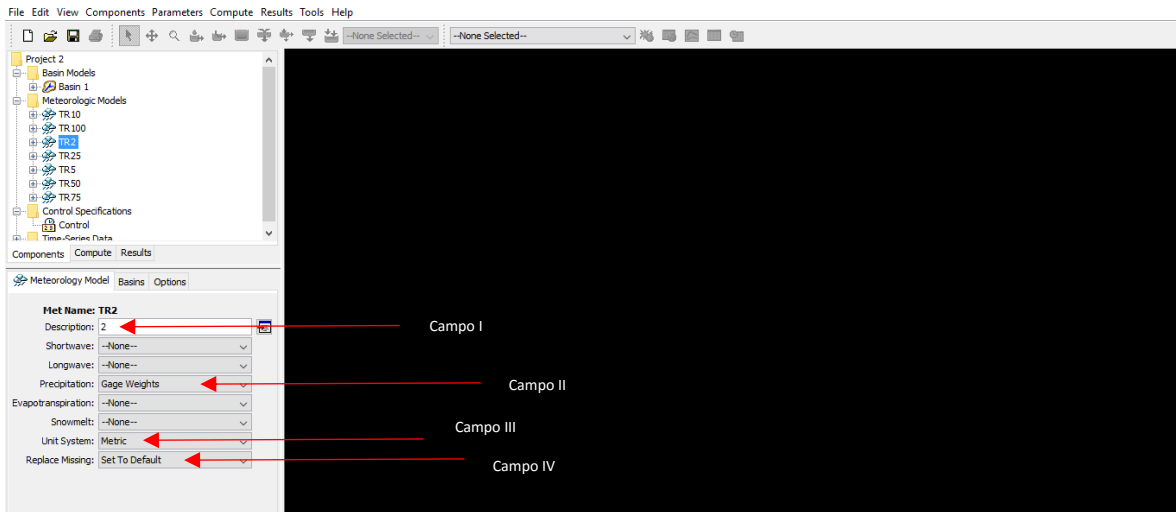 File Edit View Components Parameters Compute Results Tools Help
--None Selected-- --None Selected--
Project 2
Basin Models
Basin 1
Meteorologic Models
TR10
TR100
TR2
TR25
TR5
TR50
TR75
Control Specifications
Control
Time-Series Data
Components Compute Results
Meteorology Model Basins Options
Met Name: TR2
Description: 2
Campo I
Shortwave: --None--
Longwave: --None--
Precipitation: Gage Weights
Campo II
Evapotranspiration: --None--
Snowmelt: --None--
Campo III
Unit System: Metric
Replace Missing: Set To Default
Campo IV